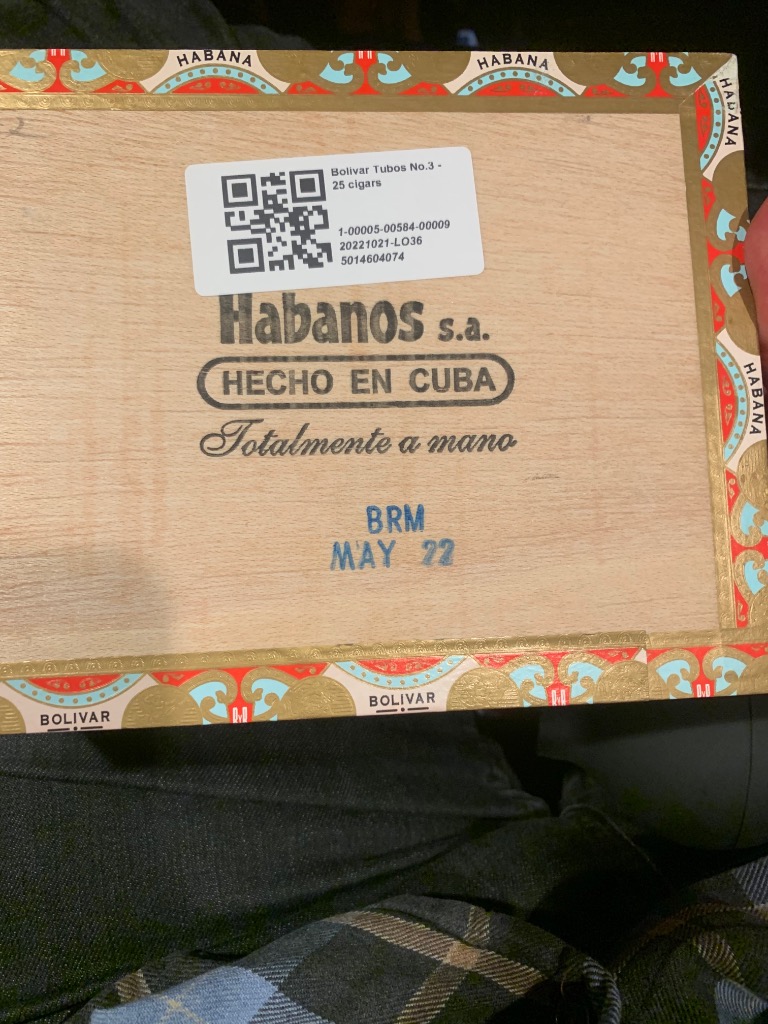 HABANA
HABANA
HABANA
Bolivar Tubos No.3 -
25 cigars
1-00005-00584-00009
20221021-LO36
5014604074
Habanos s.a.
HECHO EN CUBA
Totalmente a mano
HABANA
BRM
MAY 22
BOLIVAR
BOLIVAR